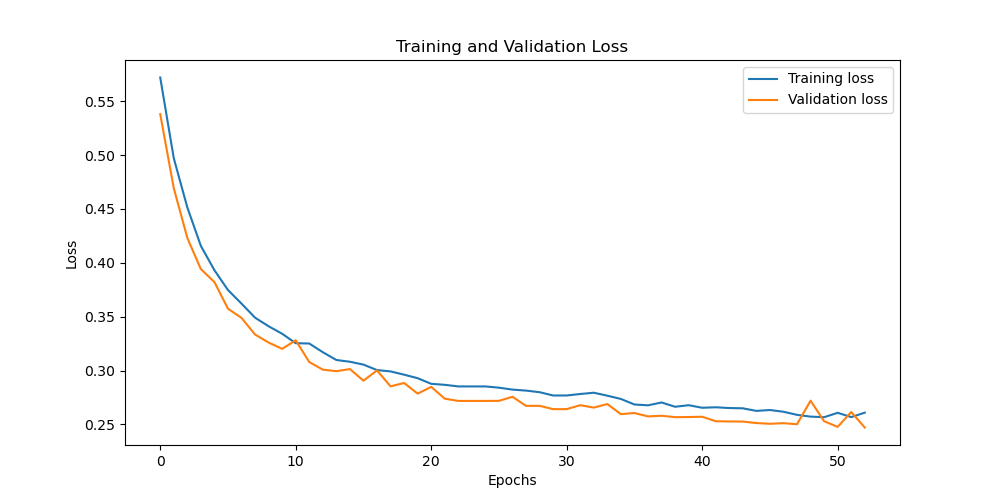 Training and Validation Loss
Training loss
Validation loss
0.55
0.50
0.45
0.40
0.35
0.30
0.25
Loss
0 10 20 30 40 50
Epochs